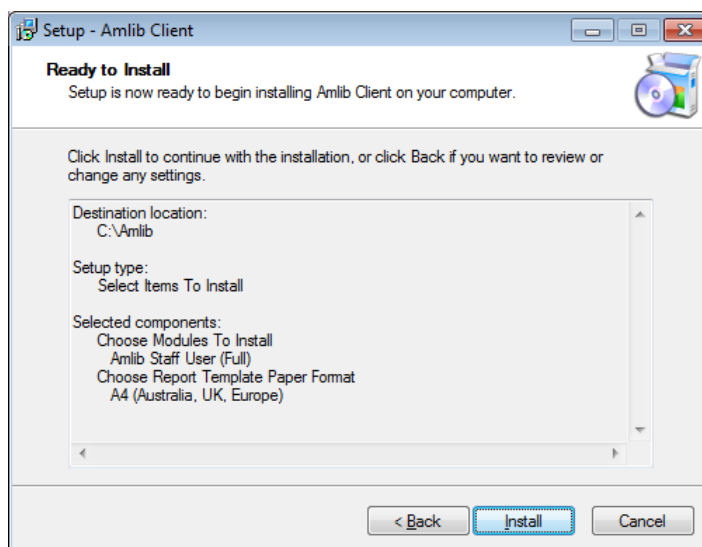 Setup - Amlib Client
Ready to Install
Setup is now ready to begin installing Amlib Client on your computer.
Click Install to continue with the installation, or click Back if you want to review or
change any settings.
Destination location:
C:\Amlib
Setup type:
Select Items To Install
Selected components:
Choose Modules To Install
Amlib Staff User (Full)
Choose Report Template Paper Format
A4 (Australia, UK, Europe)
< Back
Install
Cancel